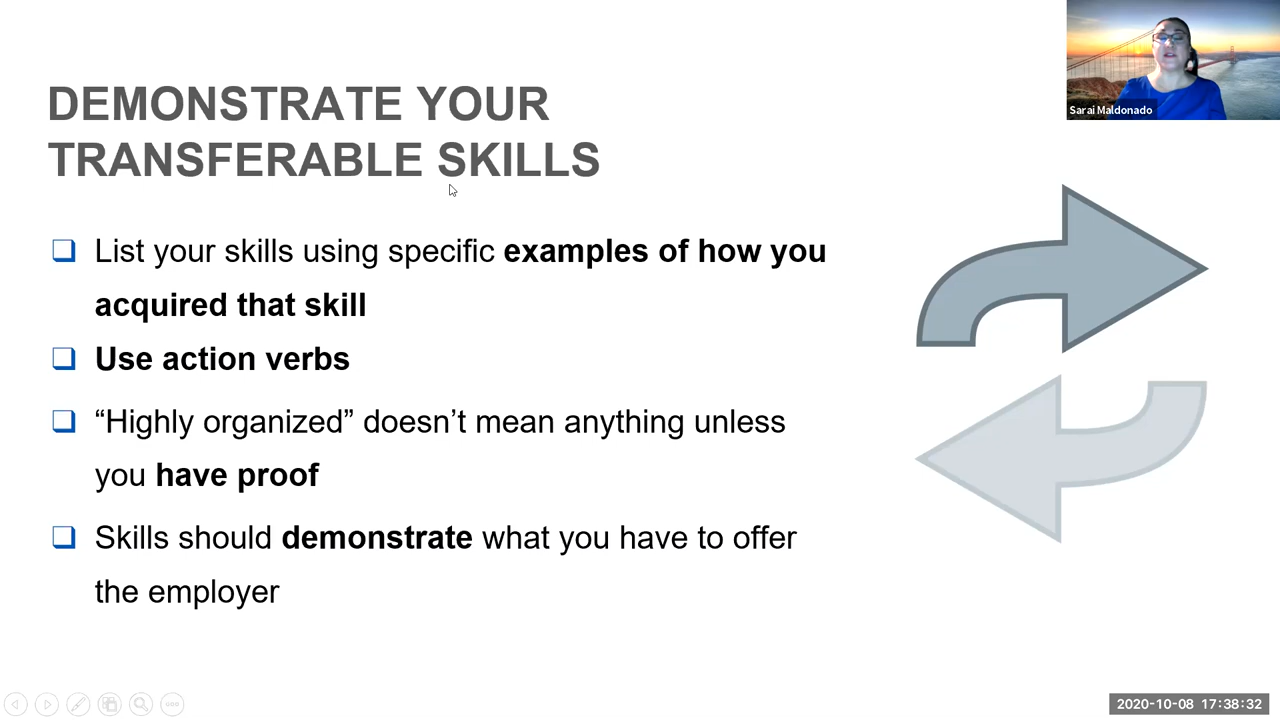 Sarai Maldonado
DEMONSTRATE YOUR
TRANSFERABLE SKILLS
List your skills using specific examples of how you
acquired that skill
Use action verbs
“Highly organized” doesn’t mean anything unless
you have proof
Skills should demonstrate what you have to offer
the employer
2020-10-08 17:38:32